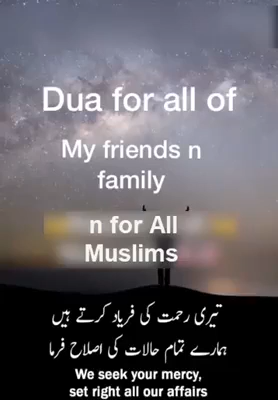 Dua for all of
My friends n
family
n for All
Muslims
تیری رحمت کی فریاد کرتے ہیں
ہمارے تمام حالات کی اصلاح فرما
We seek your mercy,
set right all our affairs